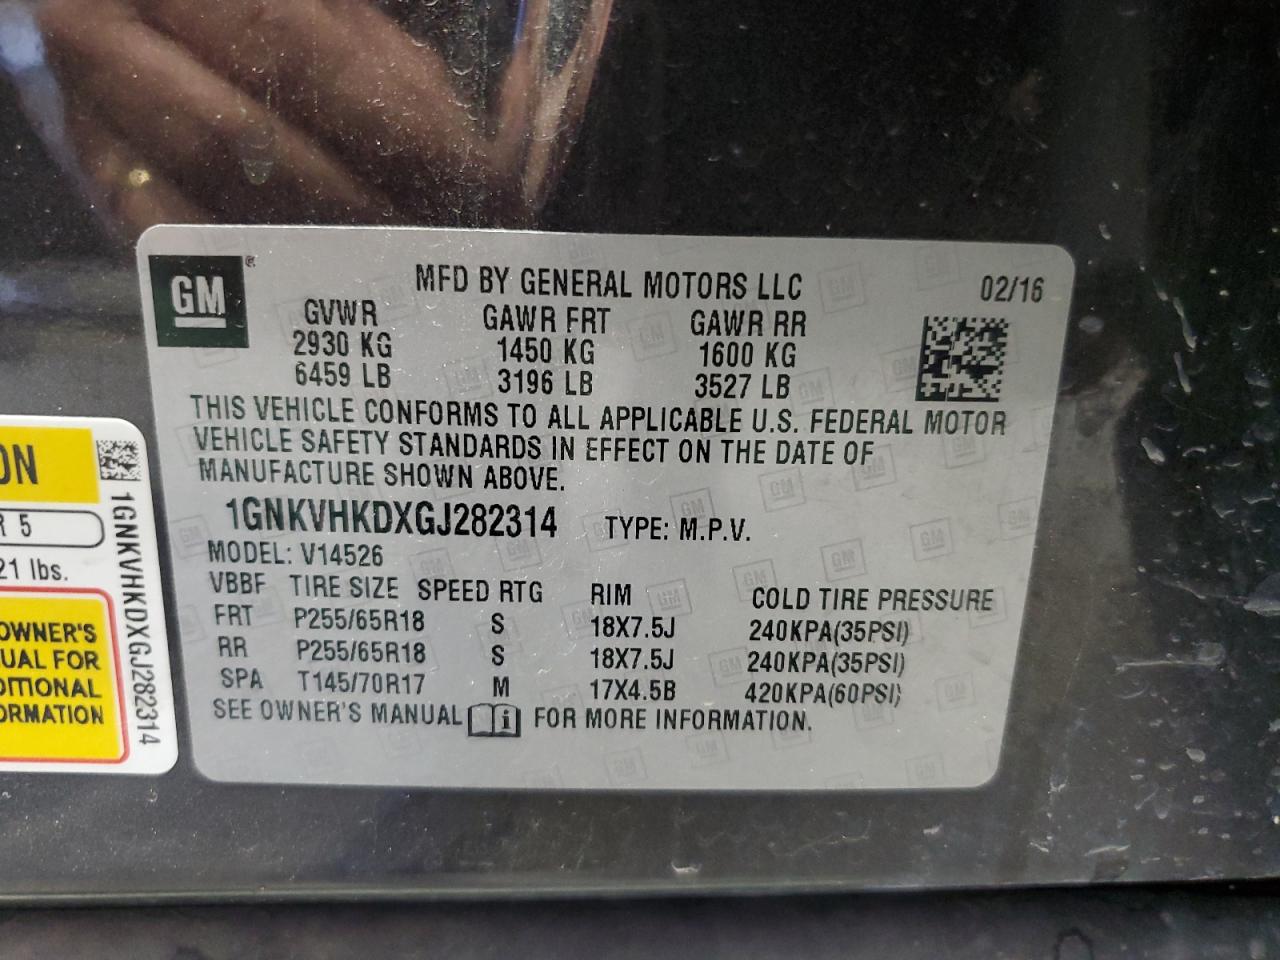 GM®
MFD BY GENERAL MOTORS LLC 02/16
GVWR GAWR FRT GAWR RR
2930 KG 1450 KG 1600 KG
6459 LB 3196 LB 3527 LB
THIS VEHICLE CONFORMS TO ALL APPLICABLE U.S. FEDERAL MOTOR
VEHICLE SAFETY STANDARDS IN EFFECT ON THE DATE OF
MANUFACTURE SHOWN ABOVE.
1GNKVHKDXGJ282314 TYPE: M.P.V.
MODEL: V14526
VBBF TIRE SIZE SPEED RTG RIM COLD TIRE PRESSURE
FRT P255/65R18 S 18X7.5J 240KPA(35PSI)
RR P255/65R18 S 18X7.5J 240KPA(35PSI)
SPA T145/70R17 M 17X4.5B 420KPA(60PSI)
SEE OWNER'S MANUAL i FOR MORE INFORMATION.
ON
R 5
21 lbs.
OWNER'S
UAL FOR
DITIONAL
ORMATION
1GNKVHKDXGJ282314